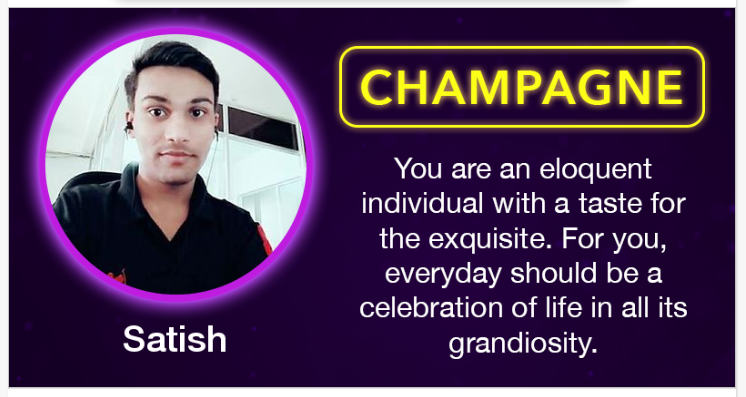 Satish
CHAMPAGNE
You are an eloquent
individual with a taste for
the exquisite. For you,
everyday should be a
celebration of life in all its
grandiosity.